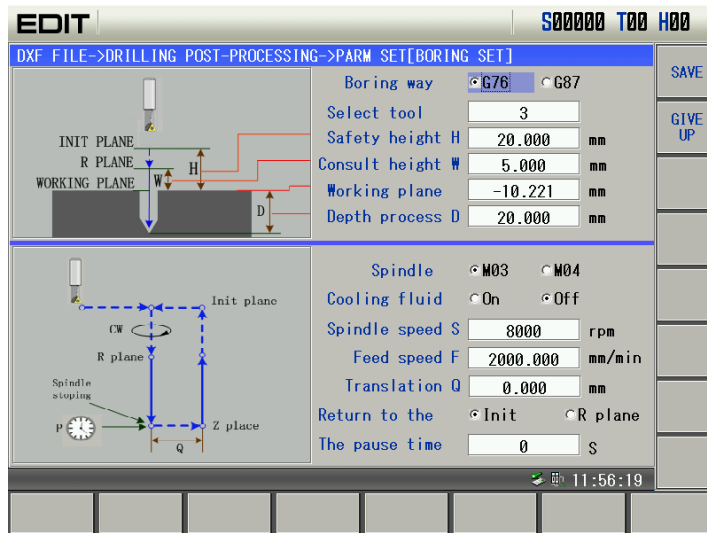 EDIT
S00000 T00 H00
DXF FILE->DRILLING POST-PROCESSING->PARM SET[BORING SET]
SAVE
GIVE
UP
Boring way G76 G87
Select tool 3
Safety height H 20.000 mm
Consult height W 5.000 mm
Working plane -10.221 mm
Depth process D 20.000 mm
INIT PLANE
R PLANE
WORKING PLANE
H
W
D
Spindle M03 M04
Cooling fluid On Off
Spindle speed S 8000 rpm
Feed speed F 2000.000 mm/min
Translation Q 0.000 mm
Return to the Init R plane
The pause time 0 S
Init plane
CW
R plane
Spindle
stoping
P
Z place
Q
11:56:19